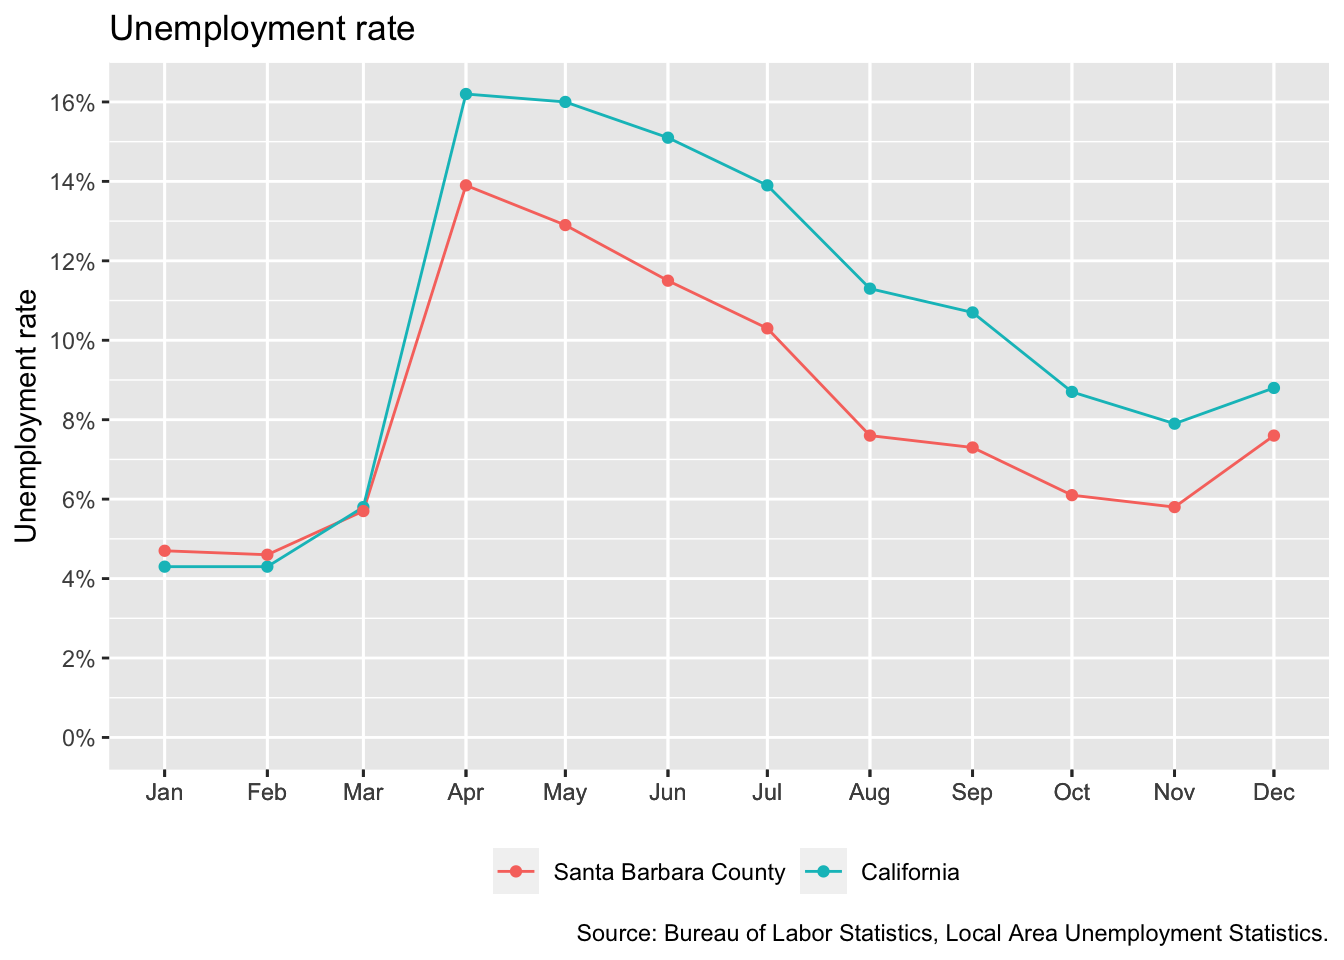 Unemployment rate
Unemployment rate
16%
14%
12%
10%
8%
6%
4%
2%
0%
Jan Feb Mar Apr May Jun Jul Aug Sep Oct Nov Dec
Santa Barbara County California
Source: Bureau of Labor Statistics, Local Area Unemployment Statistics.